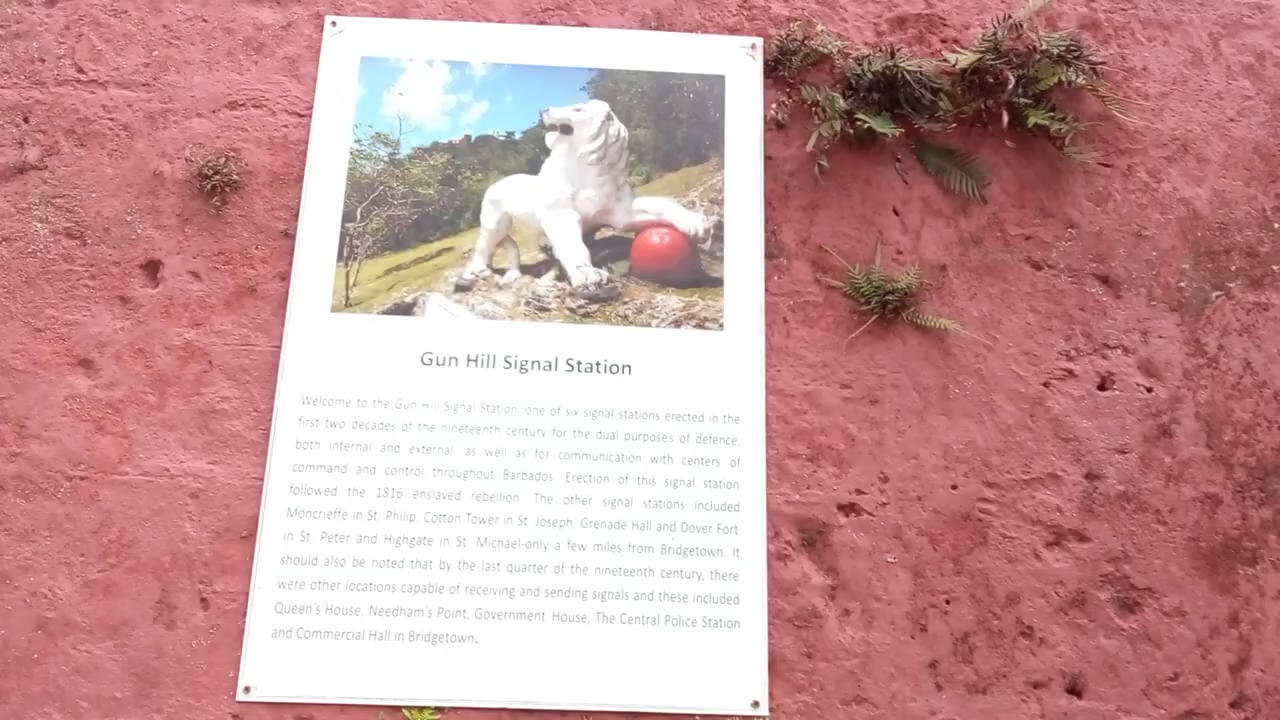 Gun Hill Signal Station
Welcome to the Gun Hill Signal Station, one of six signal stations erected in the
first two decades of the nineteenth century for the dual purposes of defence,
both internal and external, as well as for communication with centers of
command and control throughout Barbados. Erection of this signal station
followed the 1816 enslaved rebellion. The other signal stations included
Moncrieffe in St. Philip, Cotton Tower in St. Joseph, Grenade Hall and Dover Fort
in St. Peter and Highgate in St. Michael-only a few miles from Bridgetown. It
should also be noted that by the last quarter of the nineteenth century, there
were other locations capable of receiving and sending signals and these included
Queen's House, Needham's Point, Government House, The Central Police Station
and Commercial Hall in Bridgetown.